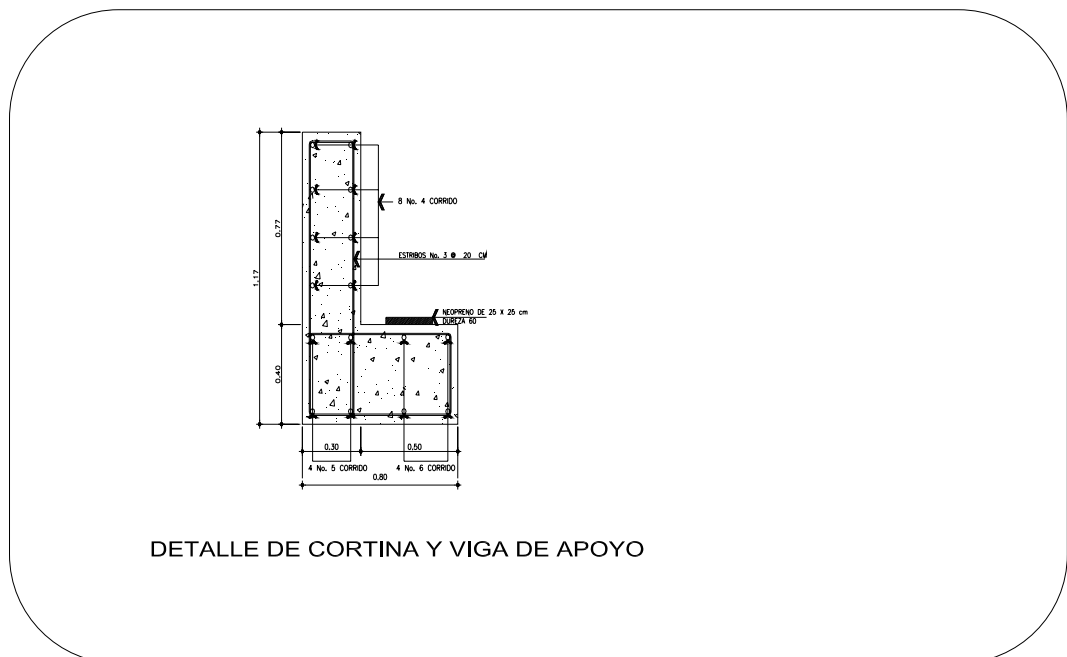 0.77
1.17
8 No. 4 CORRIDO
ESTRIBOS No. 3 @ 20 CM
NEOPRENO DE 25 X 25 cm
DUREZA 60
0.40
0.30 0.50
4 No. 5 CORRIDO 4 No. 6 CORRIDO
0.80
DETALLE DE CORTINA Y VIGA DE APOYO